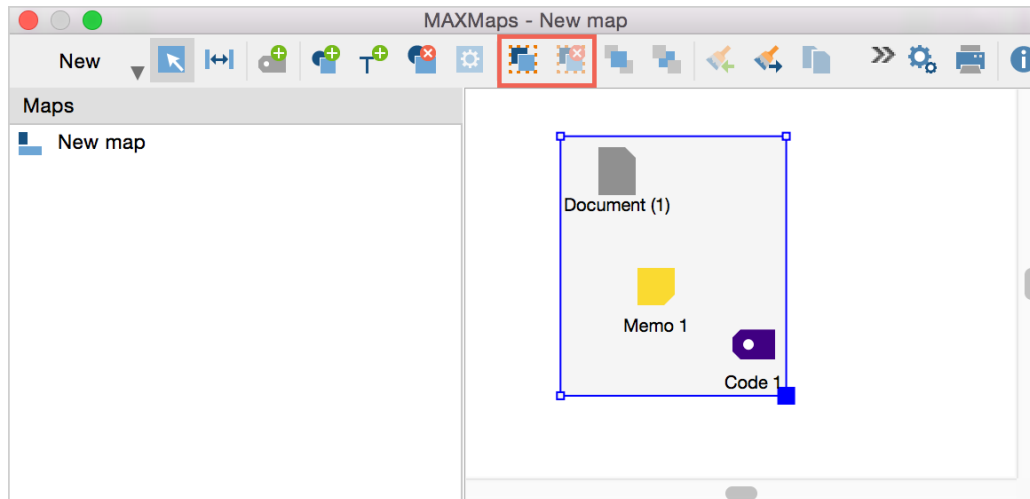 MAXMaps - New map
New
Maps
New map
Document (1)
Memo 1
Code 1